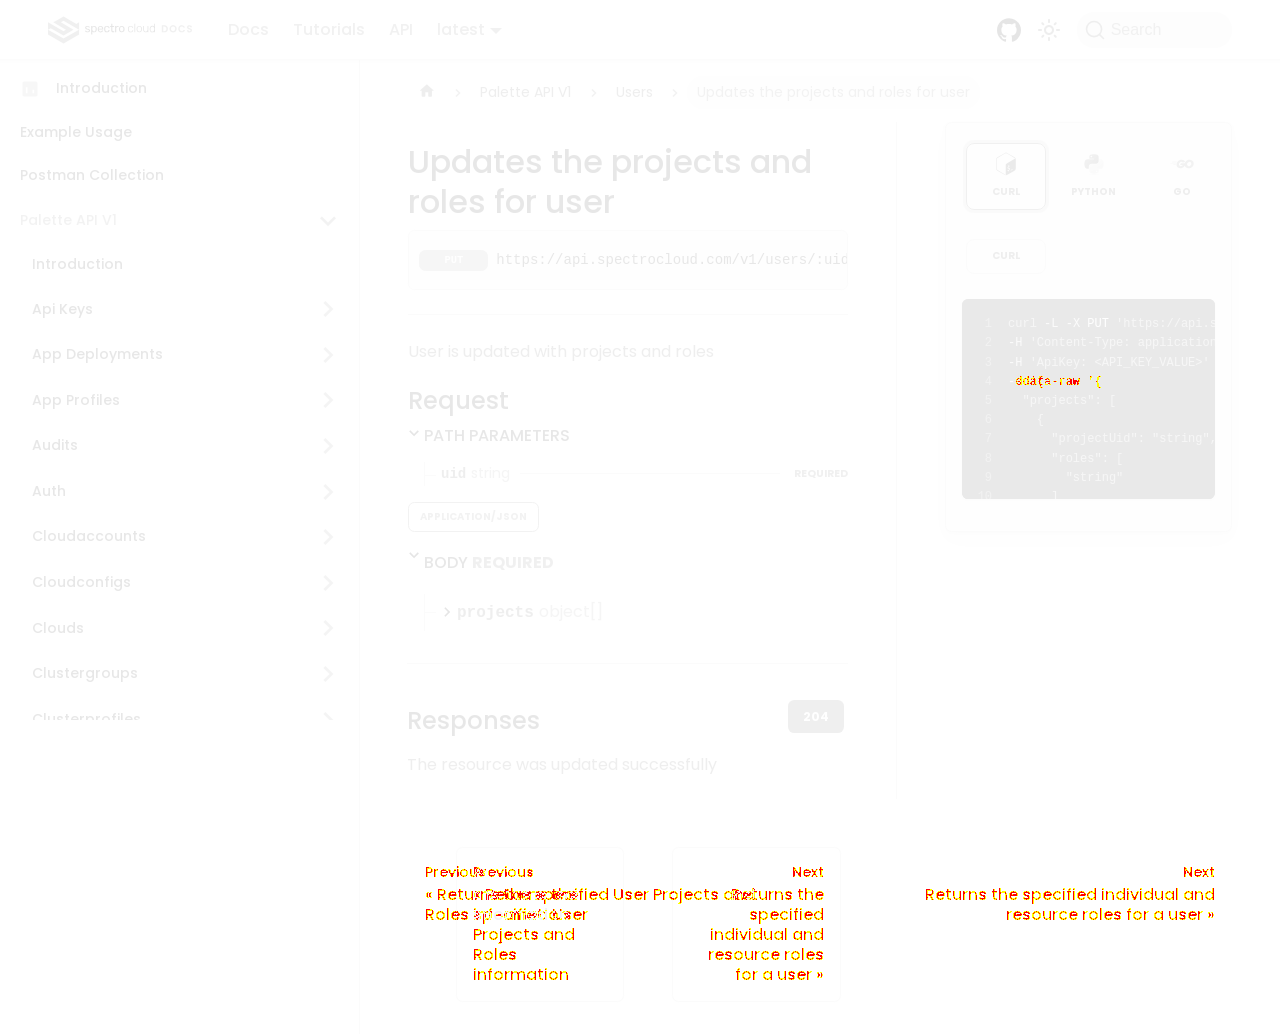 spectro cloud DOCS
Docs
Tutorials
API
latest
Search
Introduction
Example Usage
Postman Collection
Palette API V1
Introduction
Api Keys
App Deployments
App Profiles
Audits
Auth
Cloudaccounts
Cloudconfigs
Clouds
Clustergroups
Clusterprofiles
Palette API V1
Users
Updates the projects and roles for user
Updates the projects and
roles for user
PUT https://api.spectrocloud.com/v1/users/:uid
User is updated with projects and roles
Request
PATH PARAMETERS
uid string REQUIRED
APPLICATION/JSON
BODY REQUIRED
projects object[]
Responses
204
The resource was updated successfully
CURL
PYTHON
GO
CURL
1 curl -L -X PUT 'https://api.s
2 -H 'Content-Type: application
3 -H 'ApiKey: <API_KEY_VALUE>'
4
5 "projects": [
6 {
7 "projectUid": "string",
8 "roles": [
9 "string"
10 ]
Previous
Projects and
Roles
information
Next
Returns the
specified
individual and
resource roles
for a user »
Next
Returns the specified individual and
resource roles for a user »